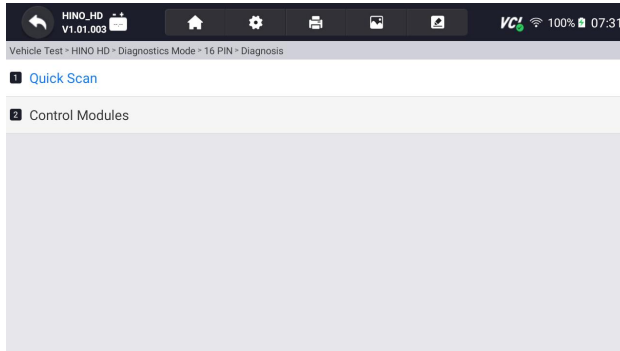 HINO_HD
V1.01.003
--.--
VCI 100% 07:31
Vehicle Test > HINO HD > Diagnostics Mode > 16 PIN > Diagnosis
1 Quick Scan
2 Control Modules